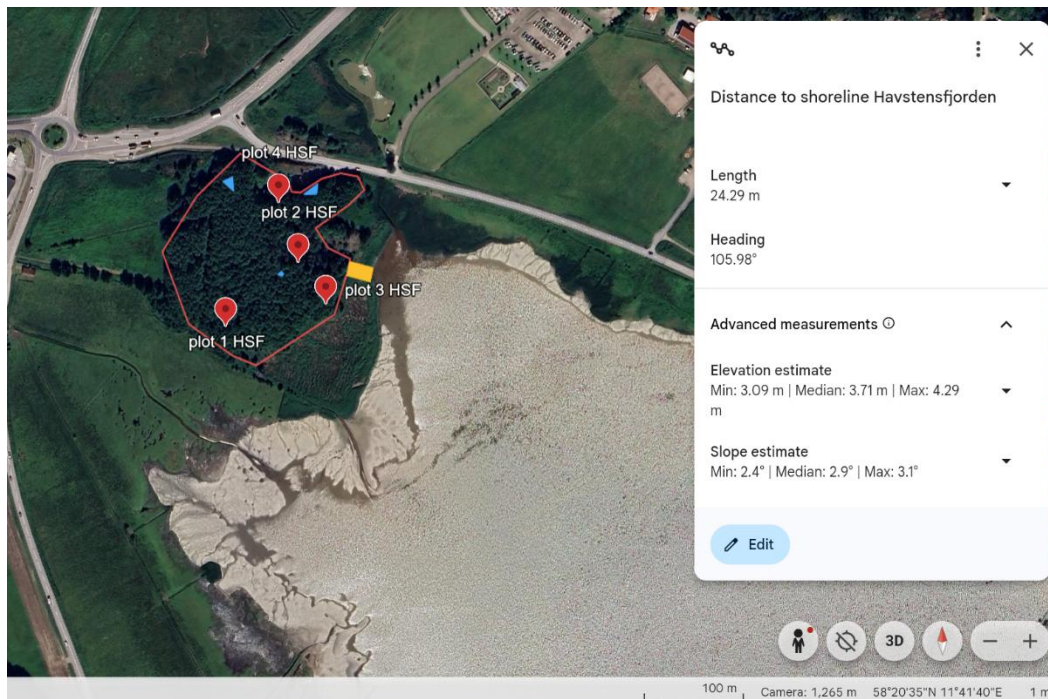 plot 4 HSF
plot 2 HSF
plot 3 HSF
plot 1 HSF
Distance to shoreline Havstensfjorden
Length
24.29 m
Heading
105.98°
Advanced measurements
Elevation estimate
Min: 3.09 m | Median: 3.71 m | Max: 4.29
m
Slope estimate
Min: 2.4° | Median: 2.9° | Max: 3.1°
Edit
3D
100 m
Camera: 1,265 m 58°20'35"N 11°41'40"E 1 m